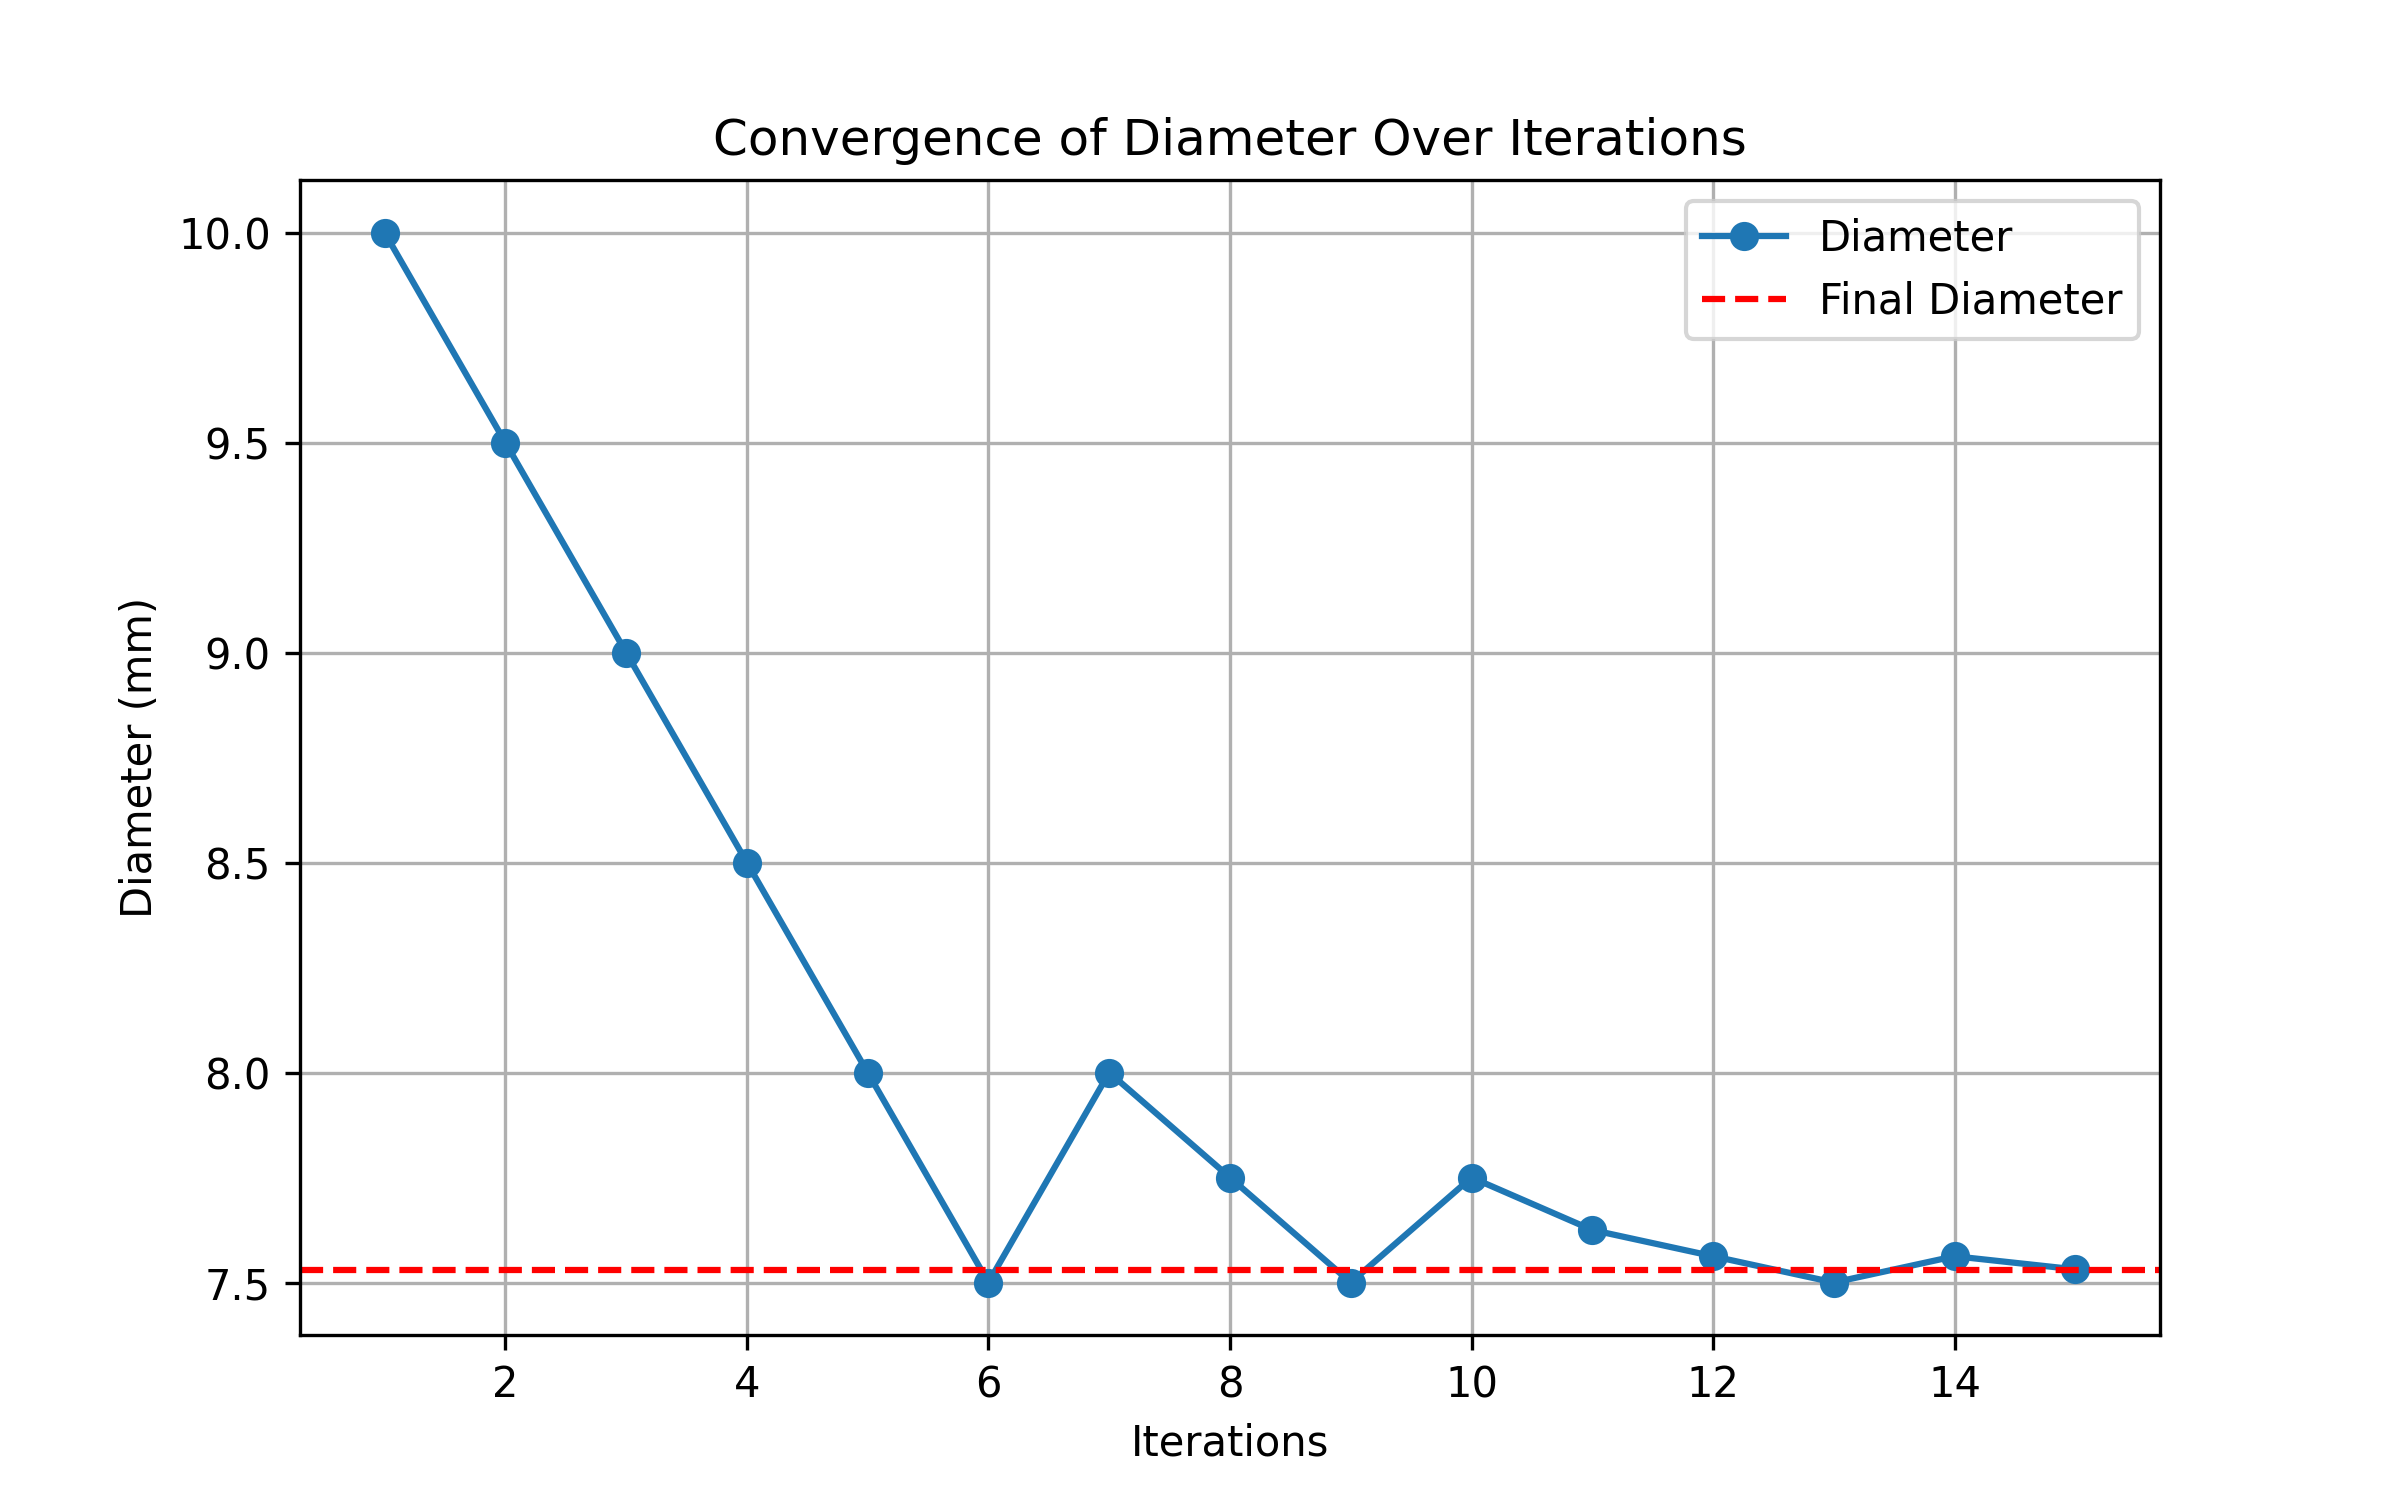 Convergence of Diameter Over Iterations
Diameter
Final Diameter
10.0
9.5
9.0
8.5
8.0
7.5
Diameter (mm)
2 4 6 8 10 12 14
Iterations